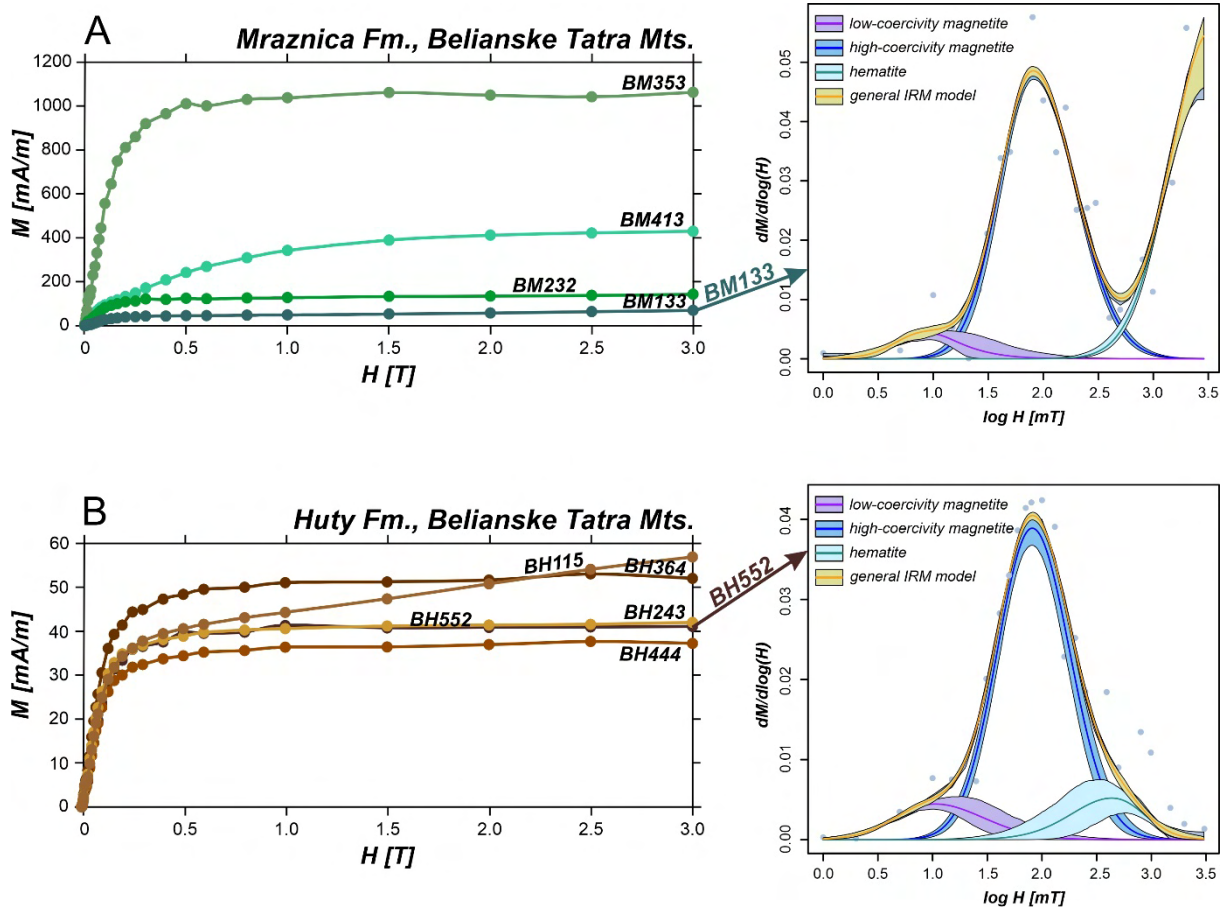 A
Mraznica Fm., Belianske Tatra Mts.
1200
1000
800
600
400
200
0
M [mA/m]
BM353
BM413
BM232
BM133
0
0.5
1.0
1.5
2.0
2.5
3.0
H [T]
BM133
low-coercivity magnetite
high-coercivity magnetite
hematite
general IRM model
0.05
0.04
0.03
0.02
0.01
0.00
dM/dlog(H)
0.0
0.5
1.0
1.5
2.0
2.5
3.0
3.5
log H [mT]
B
Huty Fm., Belianske Tatra Mts.
60
50
40
30
20
10
0
M [mA/m]
BH115
BH364
BH243
BH552
BH444
0
0.5
1.0
1.5
2.0
2.5
3.0
H [T]
BH552
low-coercivity magnetite
high-coercivity magnetite
hematite
general IRM model
0.04
0.03
0.02
0.01
0.00
dM/dlog(H)
0.0
0.5
1.0
1.5
2.0
2.5
3.0
3.5
log H [mT]